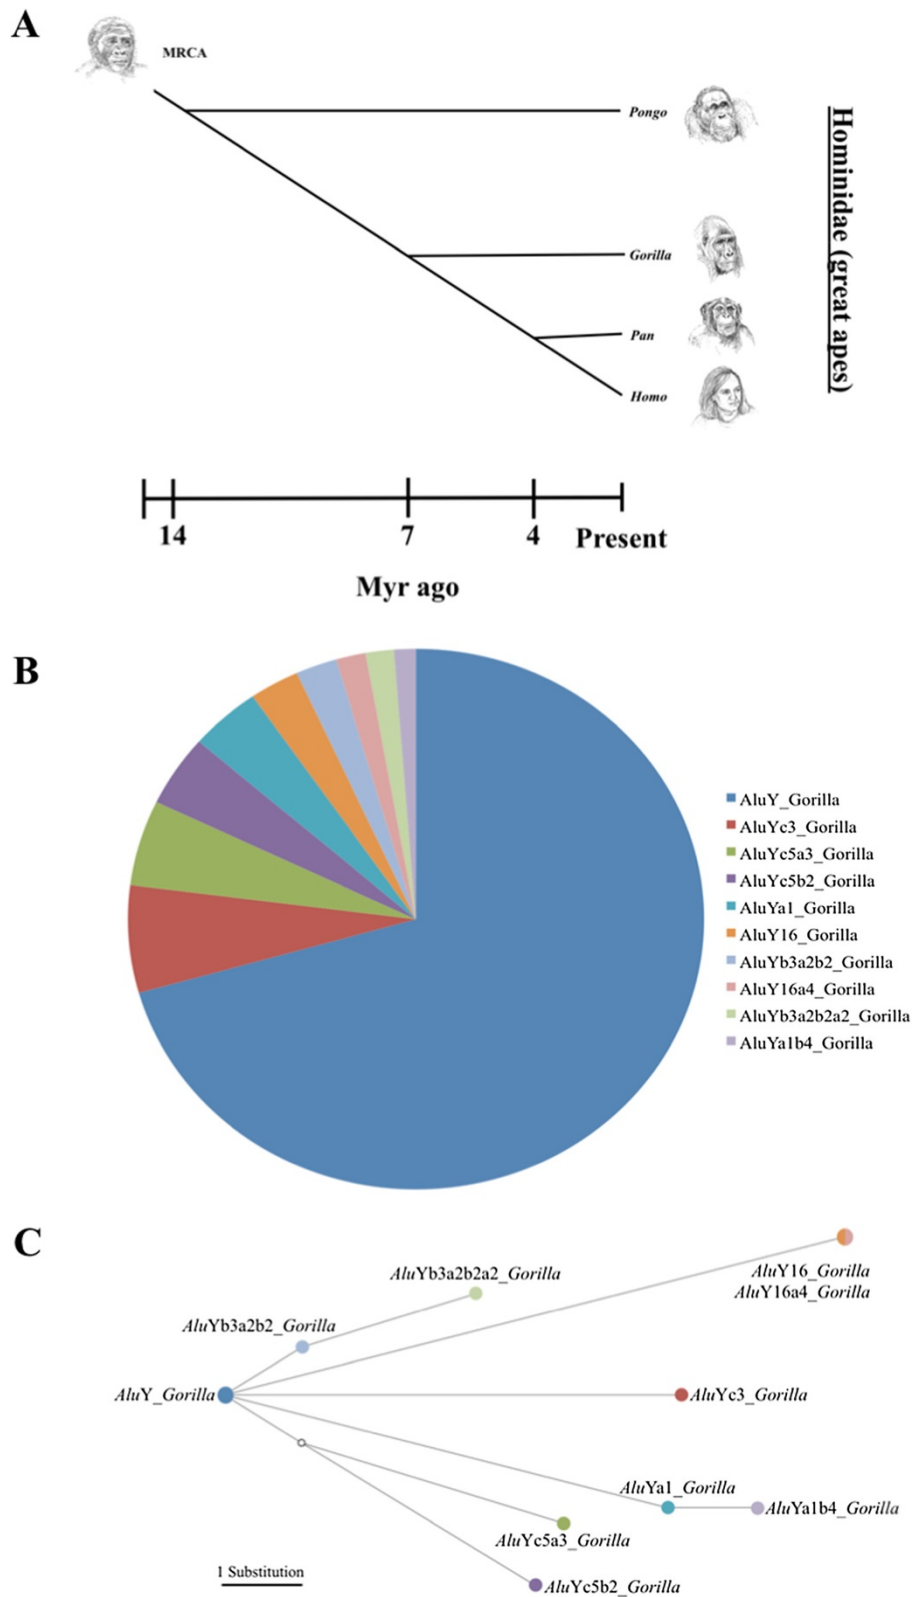 A
MRCA
Pongo
Gorilla
Pan
Homo
Hominidae (great apes)
14
7
4
Present
Myr ago
B
AluY_Gorilla
AluYc3_Gorilla
AluYc5a3_Gorilla
AluYc5b2_Gorilla
AluYa1_Gorilla
AluY16_Gorilla
AluYb3a2b2_Gorilla
AluY16a4_Gorilla
AluYb3a2b2a2_Gorilla
AluYa1b4_Gorilla
C
AluY16_Gorilla
AluY16a4_Gorilla
AluYb3a2b2a2_Gorilla
AluYb3a2b2_Gorilla
AluY_Gorilla
AluYc3_Gorilla
AluYa1_Gorilla
AluYa1b4_Gorilla
AluYc5a3_Gorilla
1 Substitution
AluYc5b2_Gorilla